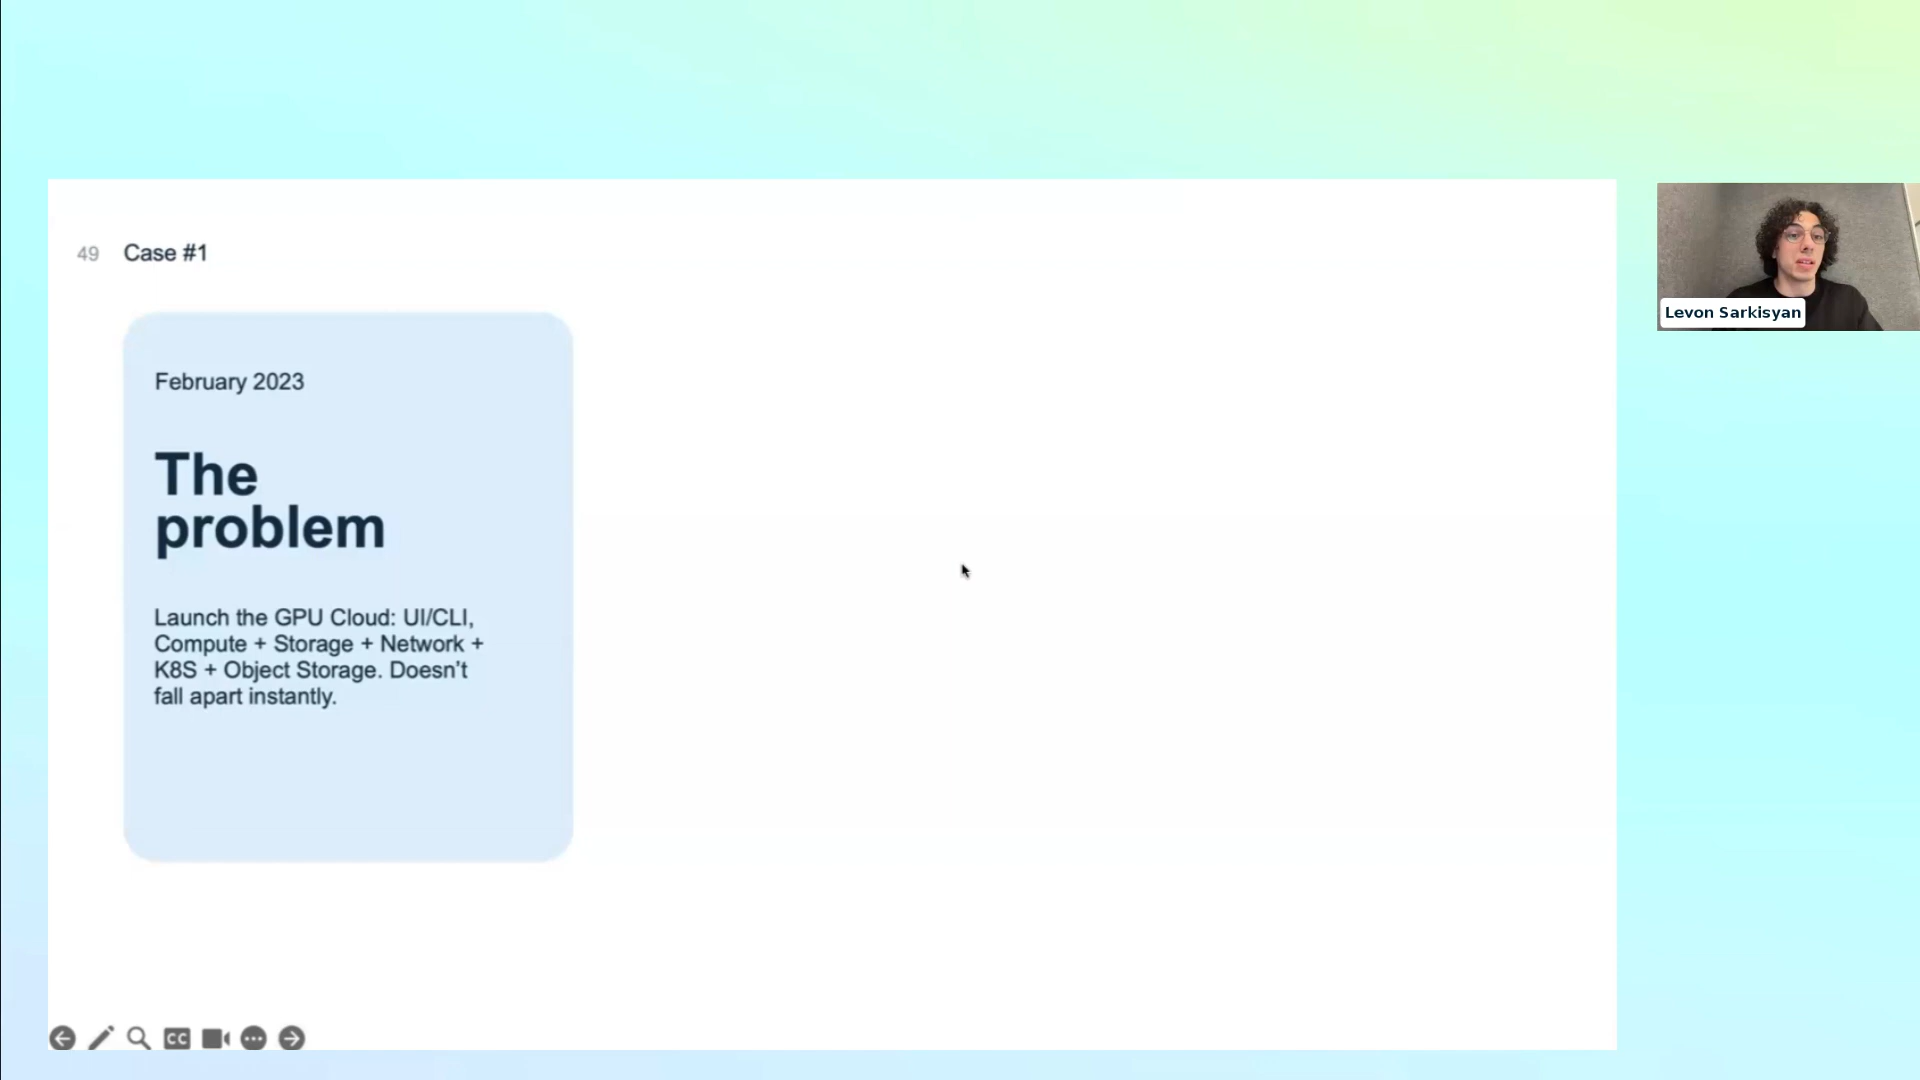 49 Case #1
February 2023
The
problem
Launch the GPU Cloud: UI/CLI,
Compute + Storage + Network +
K8S + Object Storage. Doesn't
fall apart instantly.
Levon Sarkisyan
CC